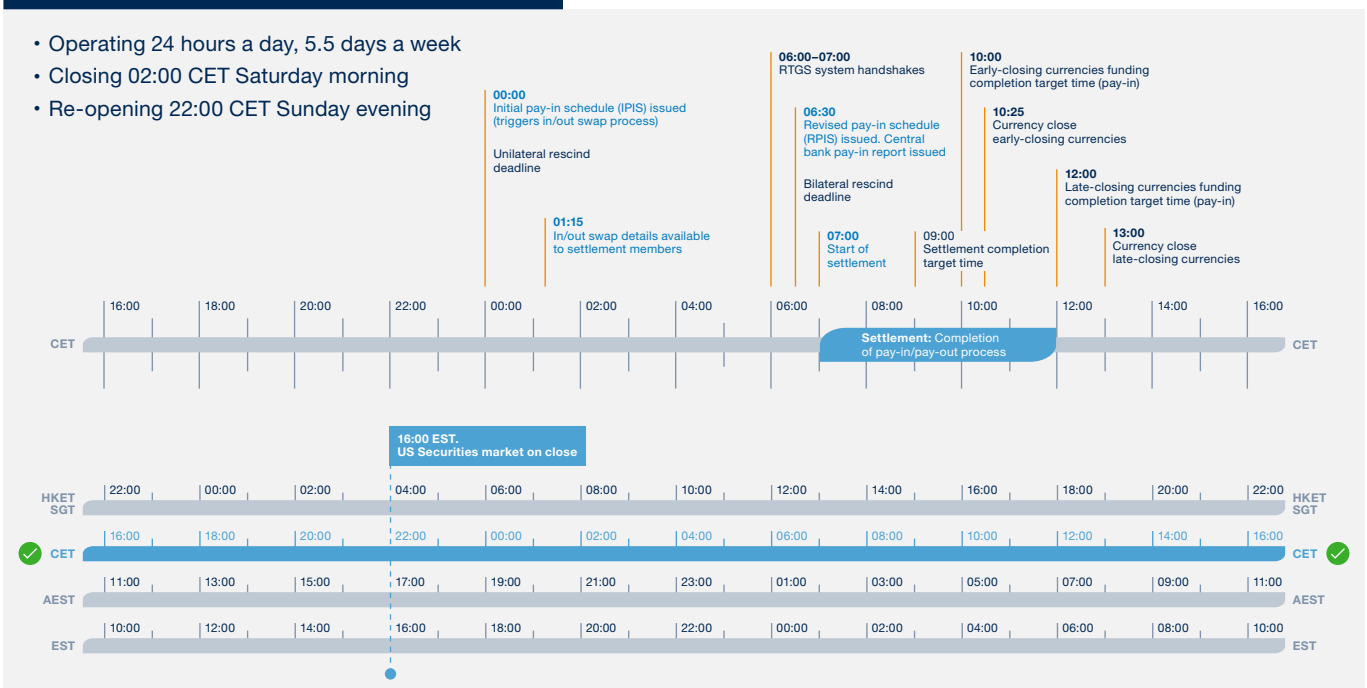 • Operating 24 hours a day, 5.5 days a week
• Closing 02:00 CET Saturday morning
• Re-opening 22:00 CET Sunday evening
00:00
Initial pay-in schedule (IPIS) issued
(triggers in/out swap process)
Unilateral rescind
deadline
01:15
In/out swap details available
to settlement members
06:00–07:00
RTGS system handshakes
06:30
Revised pay-in schedule
(RPIS) issued. Central
bank pay-in report issued
Bilateral rescind
deadline
07:00
Start of
settlement
09:00
Settlement completion
target time
10:00
Early-closing currencies funding
completion target time (pay-in)
10:25
Currency close
early-closing currencies
12:00
Late-closing currencies funding
completion target time (pay-in)
13:00
Currency close
late-closing currencies
16:00 18:00 20:00 22:00 00:00 02:00 04:00 06:00 08:00 10:00 12:00 14:00 16:00
CET CET
Settlement: Completion
of pay-in/pay-out process
16:00 EST.
US Securities market on close
22:00 00:00 02:00 04:00 06:00 08:00 10:00 12:00 14:00 16:00 18:00 20:00 22:00
HKET HKET
SGT SGT
16:00 18:00 20:00 22:00 00:00 02:00 04:00 06:00 08:00 10:00 12:00 14:00 16:00
CET CET
11:00 13:00 15:00 17:00 19:00 21:00 23:00 01:00 03:00 05:00 07:00 09:00 11:00
AEST AEST
10:00 12:00 14:00 16:00 18:00 20:00 22:00 00:00 02:00 04:00 06:00 08:00 10:00
EST EST